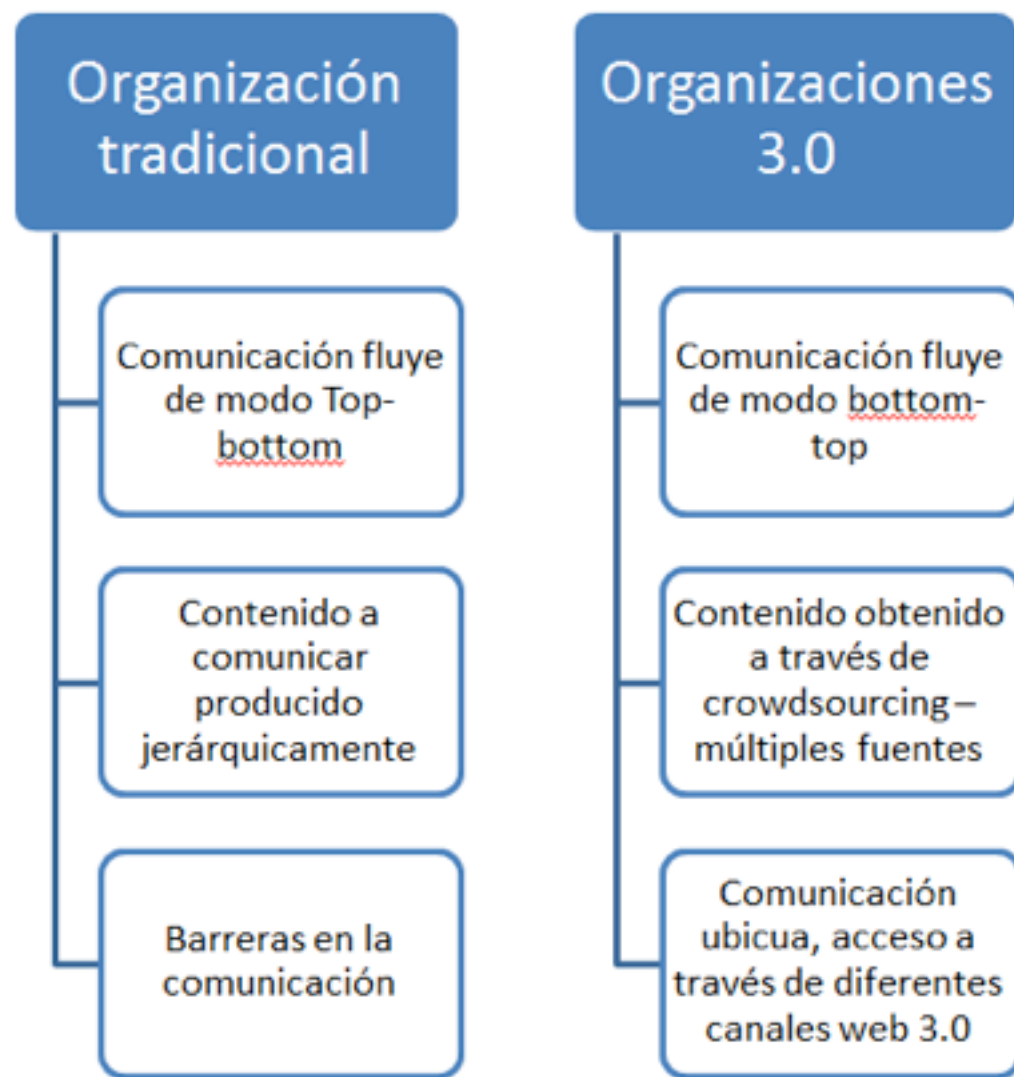 Organización
tradicional
Comunicación fluye
de modo Top-
bottom
Contenido a
comunicar
producido
jerárquicamente
Barreras en la
comunicación
Organizaciones
3.0
Comunicación fluye
de modo bottom-
top
Contenido obtenido
a través de
crowdsourcing –
múltiples fuentes
Comunicación
ubicua, acceso a
través de diferentes
canales web 3.0